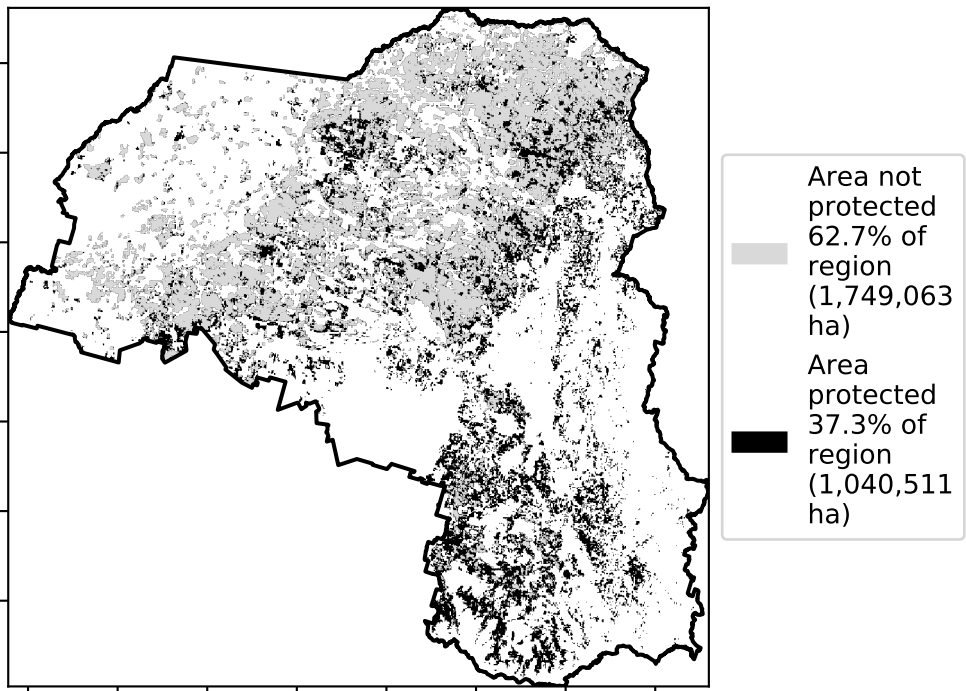 Area not
protected
62.7% of
region
(1,749,063
ha)
Area
protected
37.3% of
region
(1,040,511
ha)